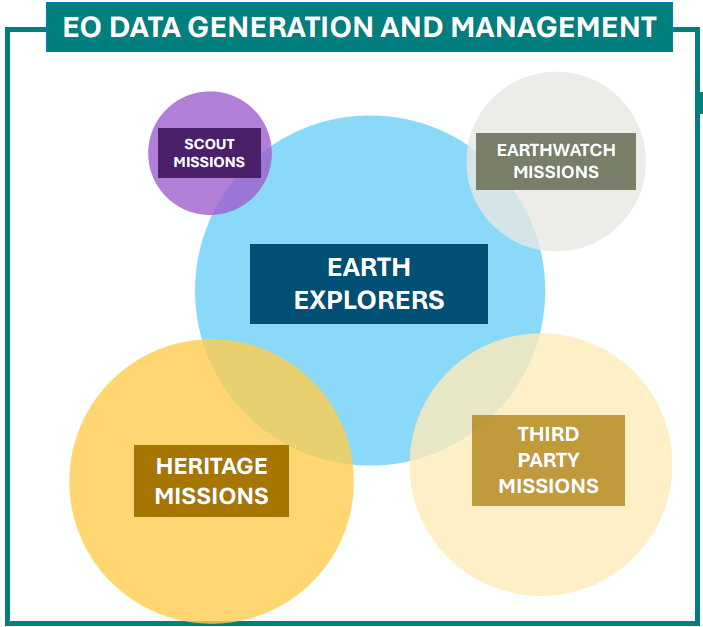 EO DATA GENERATION AND MANAGEMENT
SCOUT
MISSIONS
EARTHWATCH
MISSIONS
EARTH
EXPLORERS
HERITAGE
MISSIONS
THIRD
PARTY
MISSIONS